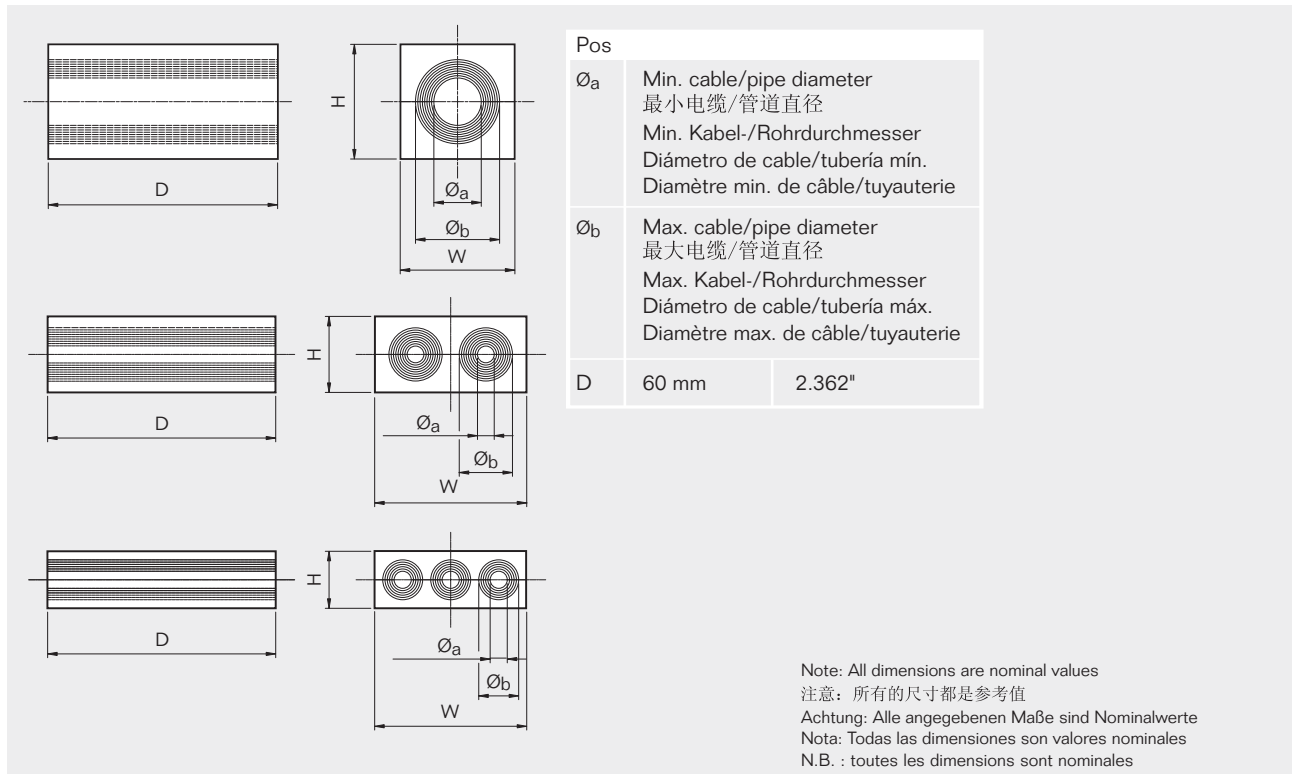 H
D
Øa
Øb
W
H
D
Øa
Øb
W
H
D
Øa
Øb
W
Pos
Øa
Min. cable/pipe diameter
最小电缆/管道直径
Min. Kabel-/Rohrdurchmesser
Diámetro de cable/tubería mín.
Diamètre min. de câble/tuyauterie
Øb
Max. cable/pipe diameter
最大电缆/管道直径
Max. Kabel-/Rohrdurchmesser
Diámetro de cable/tubería máx.
Diamètre max. de câble/tuyauterie
D 60 mm 2.362"
Note: All dimensions are nominal values
注意：所有的尺寸都是参考值
Achtung: Alle angegebenen Maße sind Nominalwerte
Nota: Todas las dimensiones son valores nominales
N.B. : toutes les dimensions sont nominales